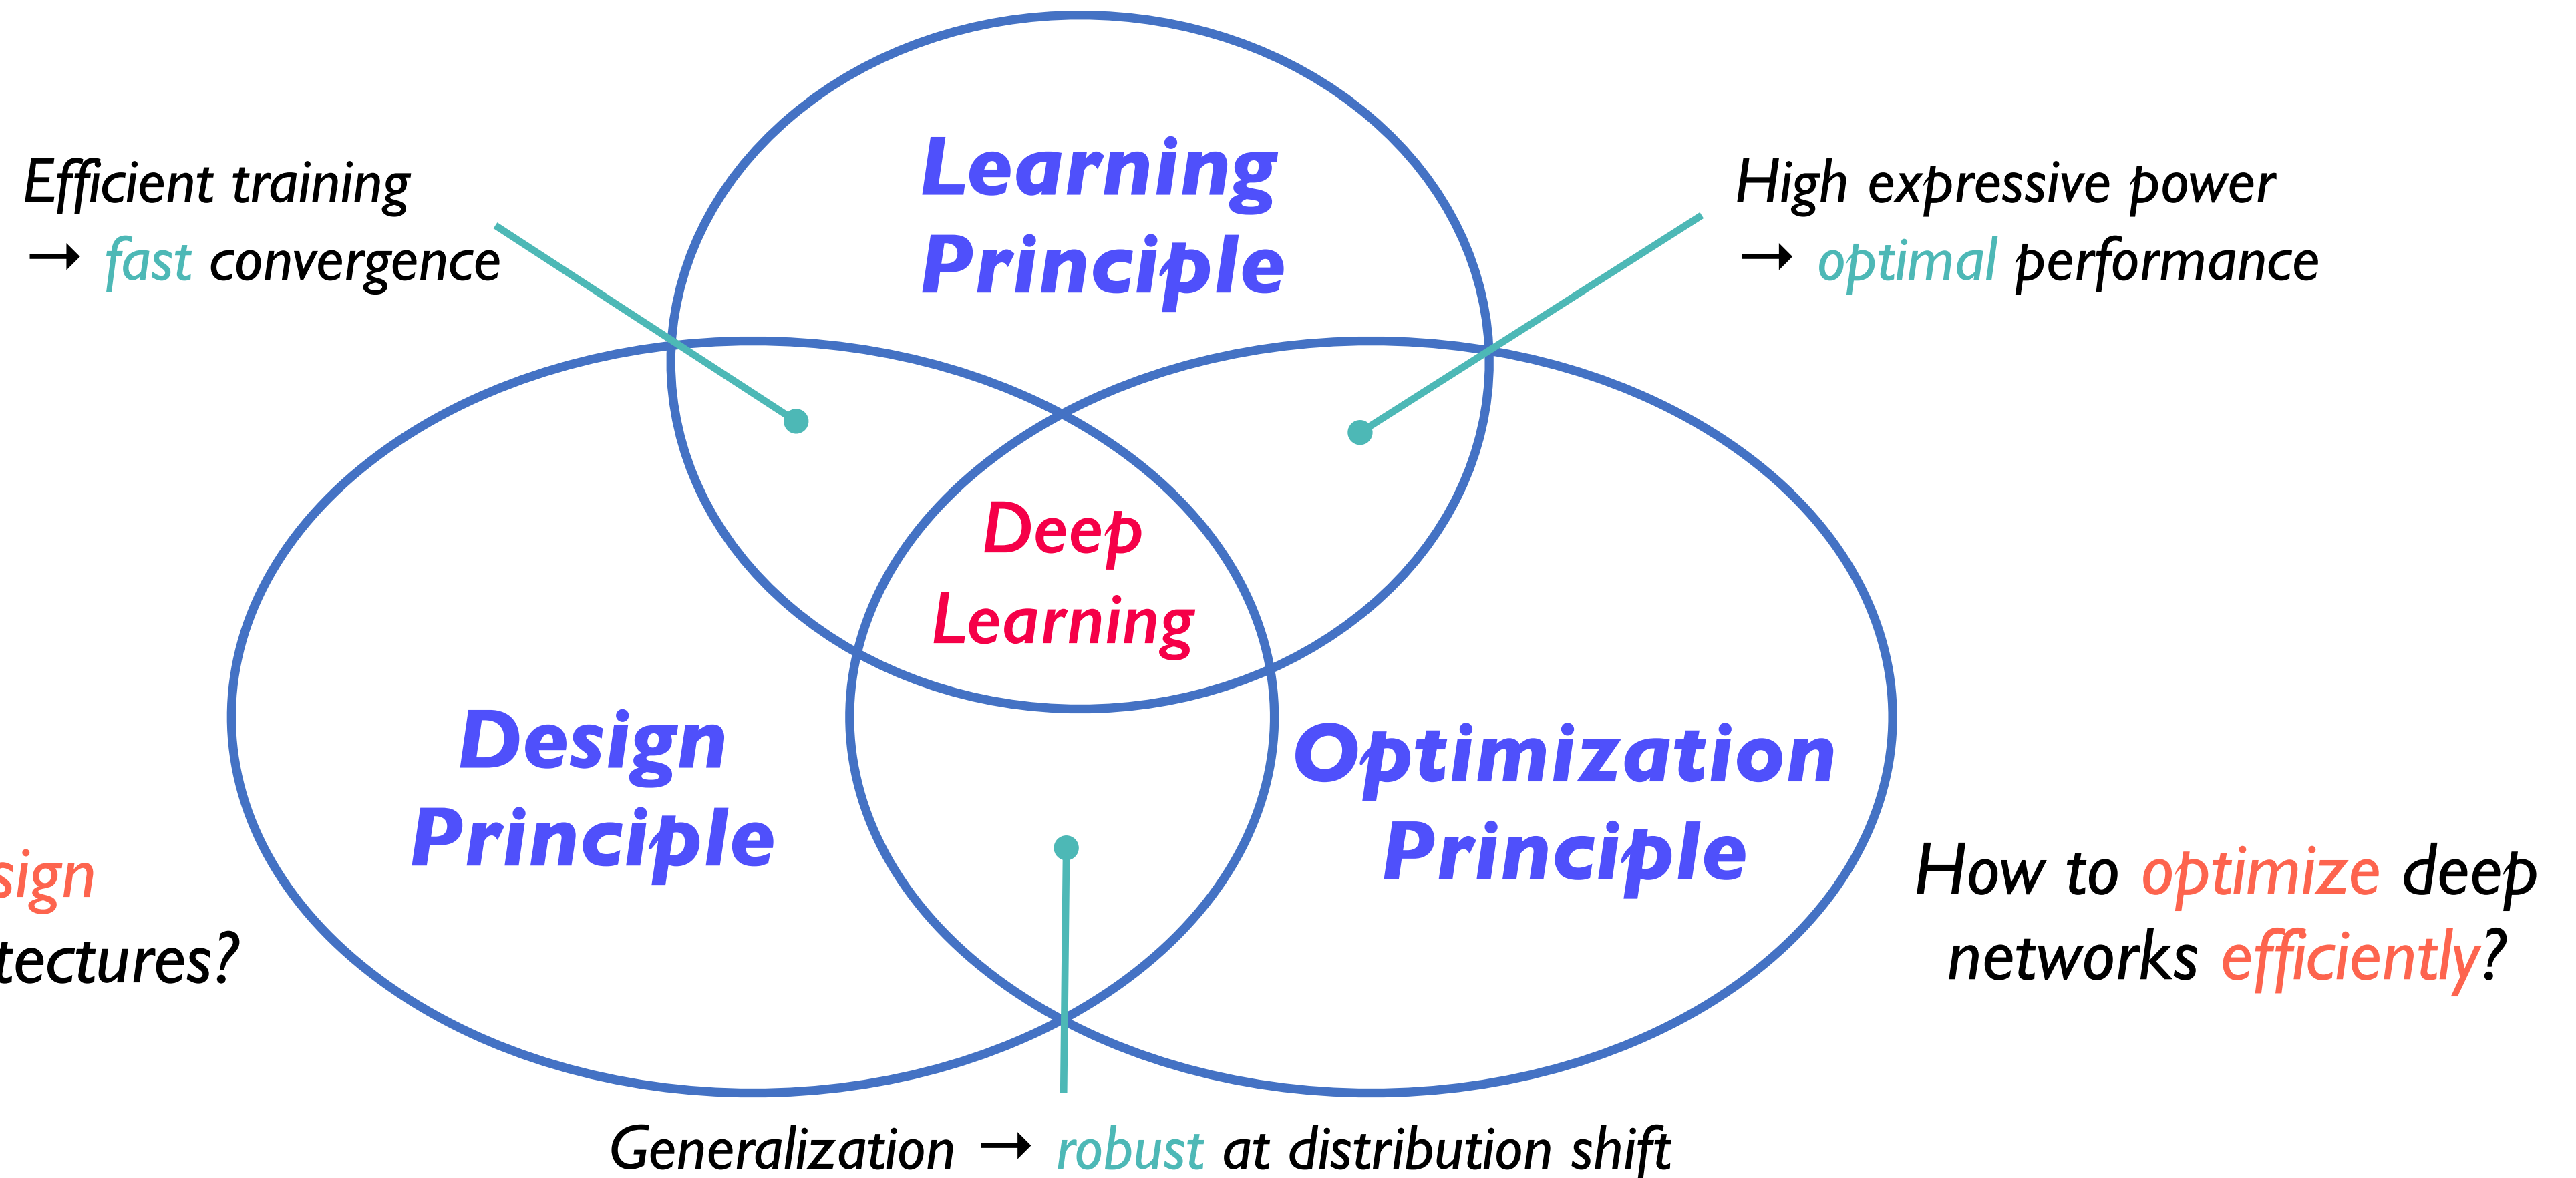 Learning
Principle
Efficient training
→ fast convergence
High expressive power
→ optimal performance
Deep
Learning
Design
Principle
Optimization
Principle
sign
tectures?
How to optimize deep
networks efficiently?
Generalization → robust at distribution shift